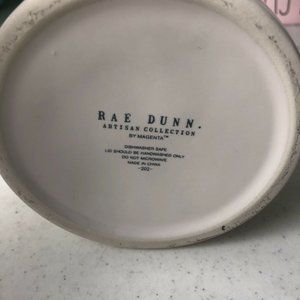 RAE DUNN.
ARTISAN COLLECTION
BY MAGENTA™
DISHWASHER SAFE
LID SHOULD BE HANDWASHED ONLY
DO NOT MICROWAVE
MADE IN CHINA
-202-